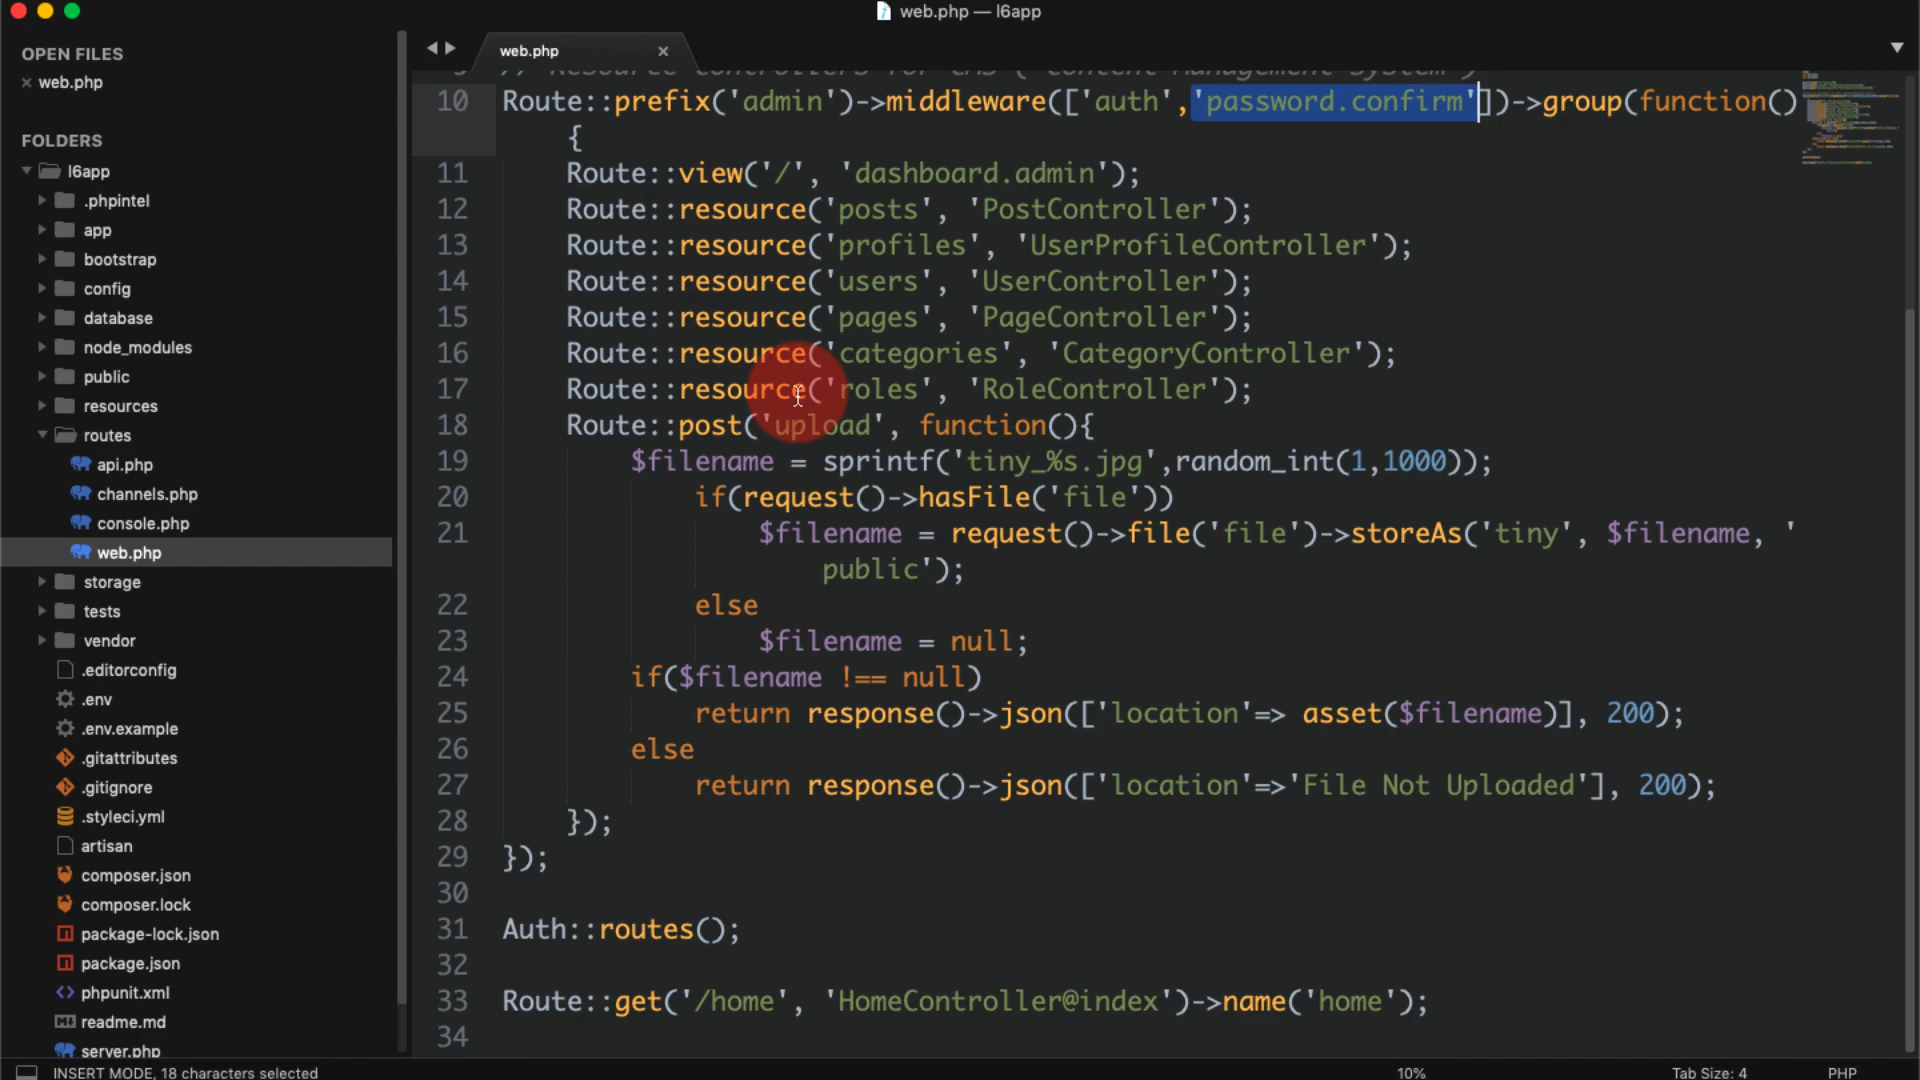 web.php — l6app
OPEN FILES
web.php
FOLDERS
l6app
.phpintel
app
bootstrap
config
database
node_modules
public
resources
routes
api.php
channels.php
console.php
web.php
storage
tests
vendor
.editorconfig
.env
.env.example
.gitattributes
.gitignore
.styleci.yml
artisan
composer.json
composer.lock
package-lock.json
package.json
phpunit.xml
readme.md
server.php
web.php
9 // Resource controllers for CMS ( Content Management System )
10 Route::prefix('admin')->middleware(['auth','password.confirm'])->group(function()
{
11 Route::view('/', 'dashboard.admin');
12 Route::resource('posts', 'PostController');
13 Route::resource('profiles', 'UserProfileController');
14 Route::resource('users', 'UserController');
15 Route::resource('pages', 'PageController');
16 Route::resource('categories', 'CategoryController');
17 Route::resource('roles', 'RoleController');
18 Route::post('upload', function(){
19 $filename = sprintf('tiny_%s.jpg',random_int(1,1000));
20 if(request()->hasFile('file'))
21 $filename = request()->file('file')->storeAs('tiny', $filename, '
public');
22 else
23 $filename = null;
24 if($filename !== null)
25 return response()->json(['location'=> asset($filename)], 200);
26 else
27 return response()->json(['location'=>'File Not Uploaded'], 200);
28 });
29 });
30
31 Auth::routes();
32
33 Route::get('/home', 'HomeController@index')->name('home');
34
INSERT MODE, 18 characters selected
10%
Tab Size: 4
PHP